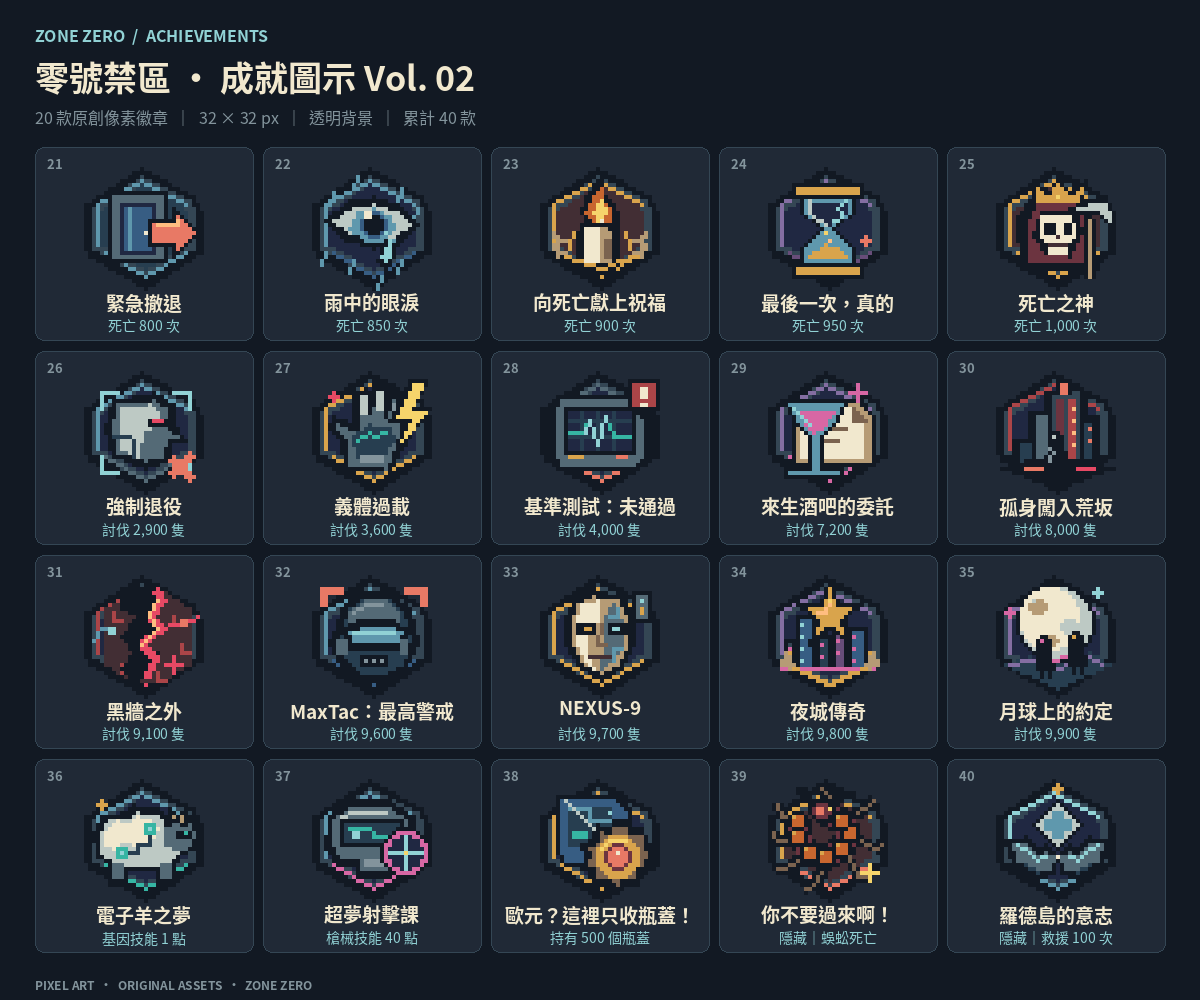 ZONE ZERO / ACHIEVEMENTS
零號禁區 · 成就圖示 Vol. 02
20 款原創像素徽章 | 32 × 32 px | 透明背景 | 累計 40 款
21
緊急撤退
死亡 800 次
22
雨中的眼淚
死亡 850 次
23
向死亡獻上祝福
死亡 900 次
24
最後一次，真的
死亡 950 次
25
死亡之神
死亡 1,000 次
26
強制退役
討伐 2,900 隻
27
義體過載
討伐 3,600 隻
28
基準測試：未通過
討伐 4,000 隻
29
來生酒吧的委託
討伐 7,200 隻
30
孤身闖入荒坂
討伐 8,000 隻
31
黑牆之外
討伐 9,100 隻
32
MaxTac：最高警戒
討伐 9,600 隻
33
NEXUS-9
討伐 9,700 隻
34
夜城傳奇
討伐 9,800 隻
35
月球上的約定
討伐 9,900 隻
36
電子羊之夢
基因技能 1 點
37
超夢射擊課
槍械技能 40 點
38
歐元？這裡只收瓶蓋！
持有 500 個瓶蓋
39
你不要過來啊！
隱藏｜蜈蚣死亡
40
羅德島的意志
隱藏｜救援 100 次
PIXEL ART · ORIGINAL ASSETS · ZONE ZERO